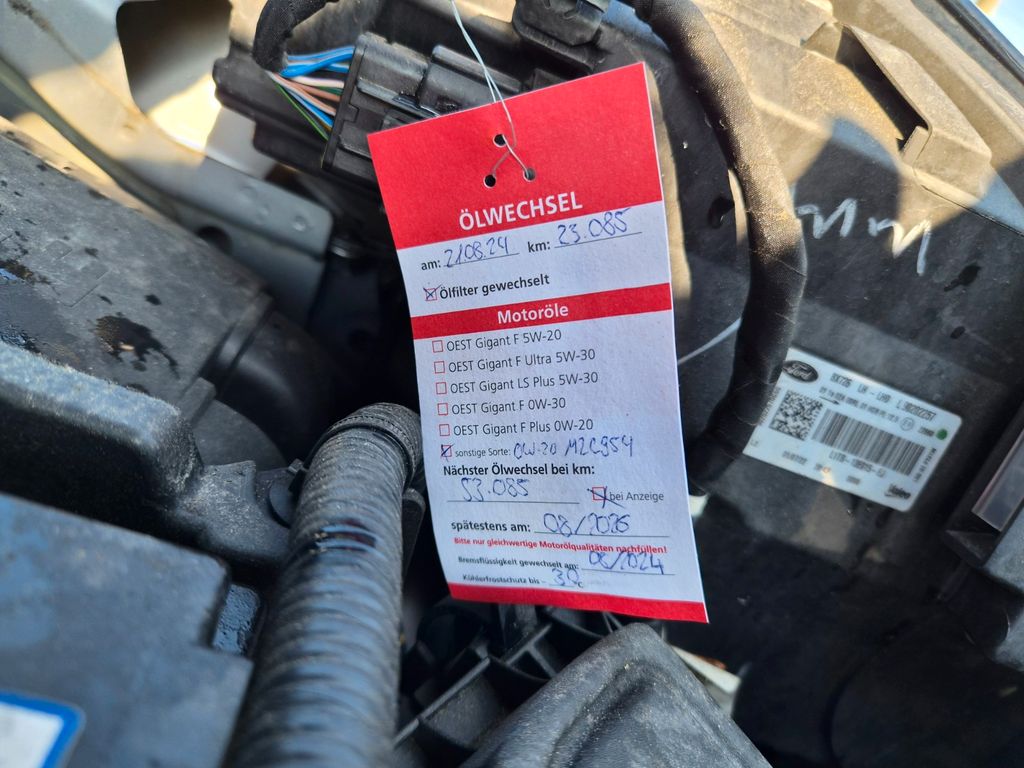 ÖLWECHSEL
am: 21.08.24 km: 23.085
Ölfilter gewechselt
Motoröle
OEST Gigant F 5W-20
OEST Gigant F Ultra 5W-30
OEST Gigant LS Plus 5W-30
OEST Gigant F 0W-30
OEST Gigant F Plus 0W-20
sonstige Sorte: 0W-20 M2C954
Nächster Ölwechsel bei km:
53.085 bei Anzeige
spätestens am: 08/2026
Bitte nur gleichwertige Motorölqualitäten nachfüllen!
Bremsflüssigkeit gewechselt am: 08/2024
Kühlerfrostschutz bis - 30 °C
Ford
Valeo